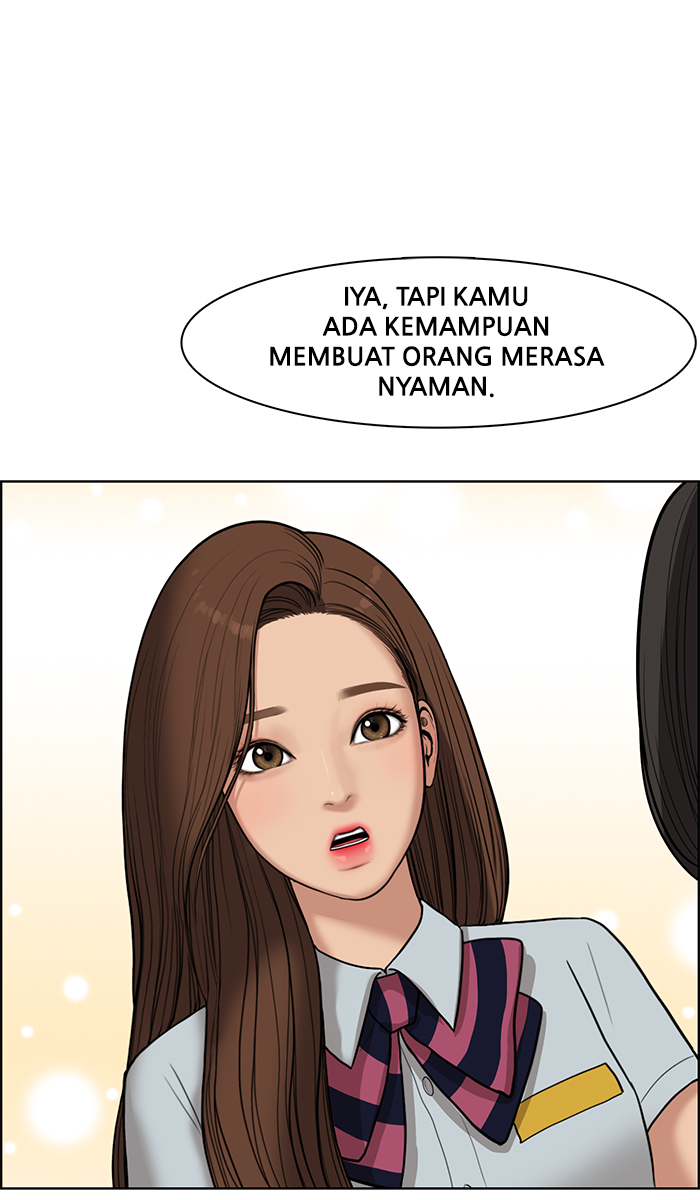 IYA, TAPI KAMU
ADA KEMAMPUAN
MEMBUAT ORANG MERASA
NYAMAN.